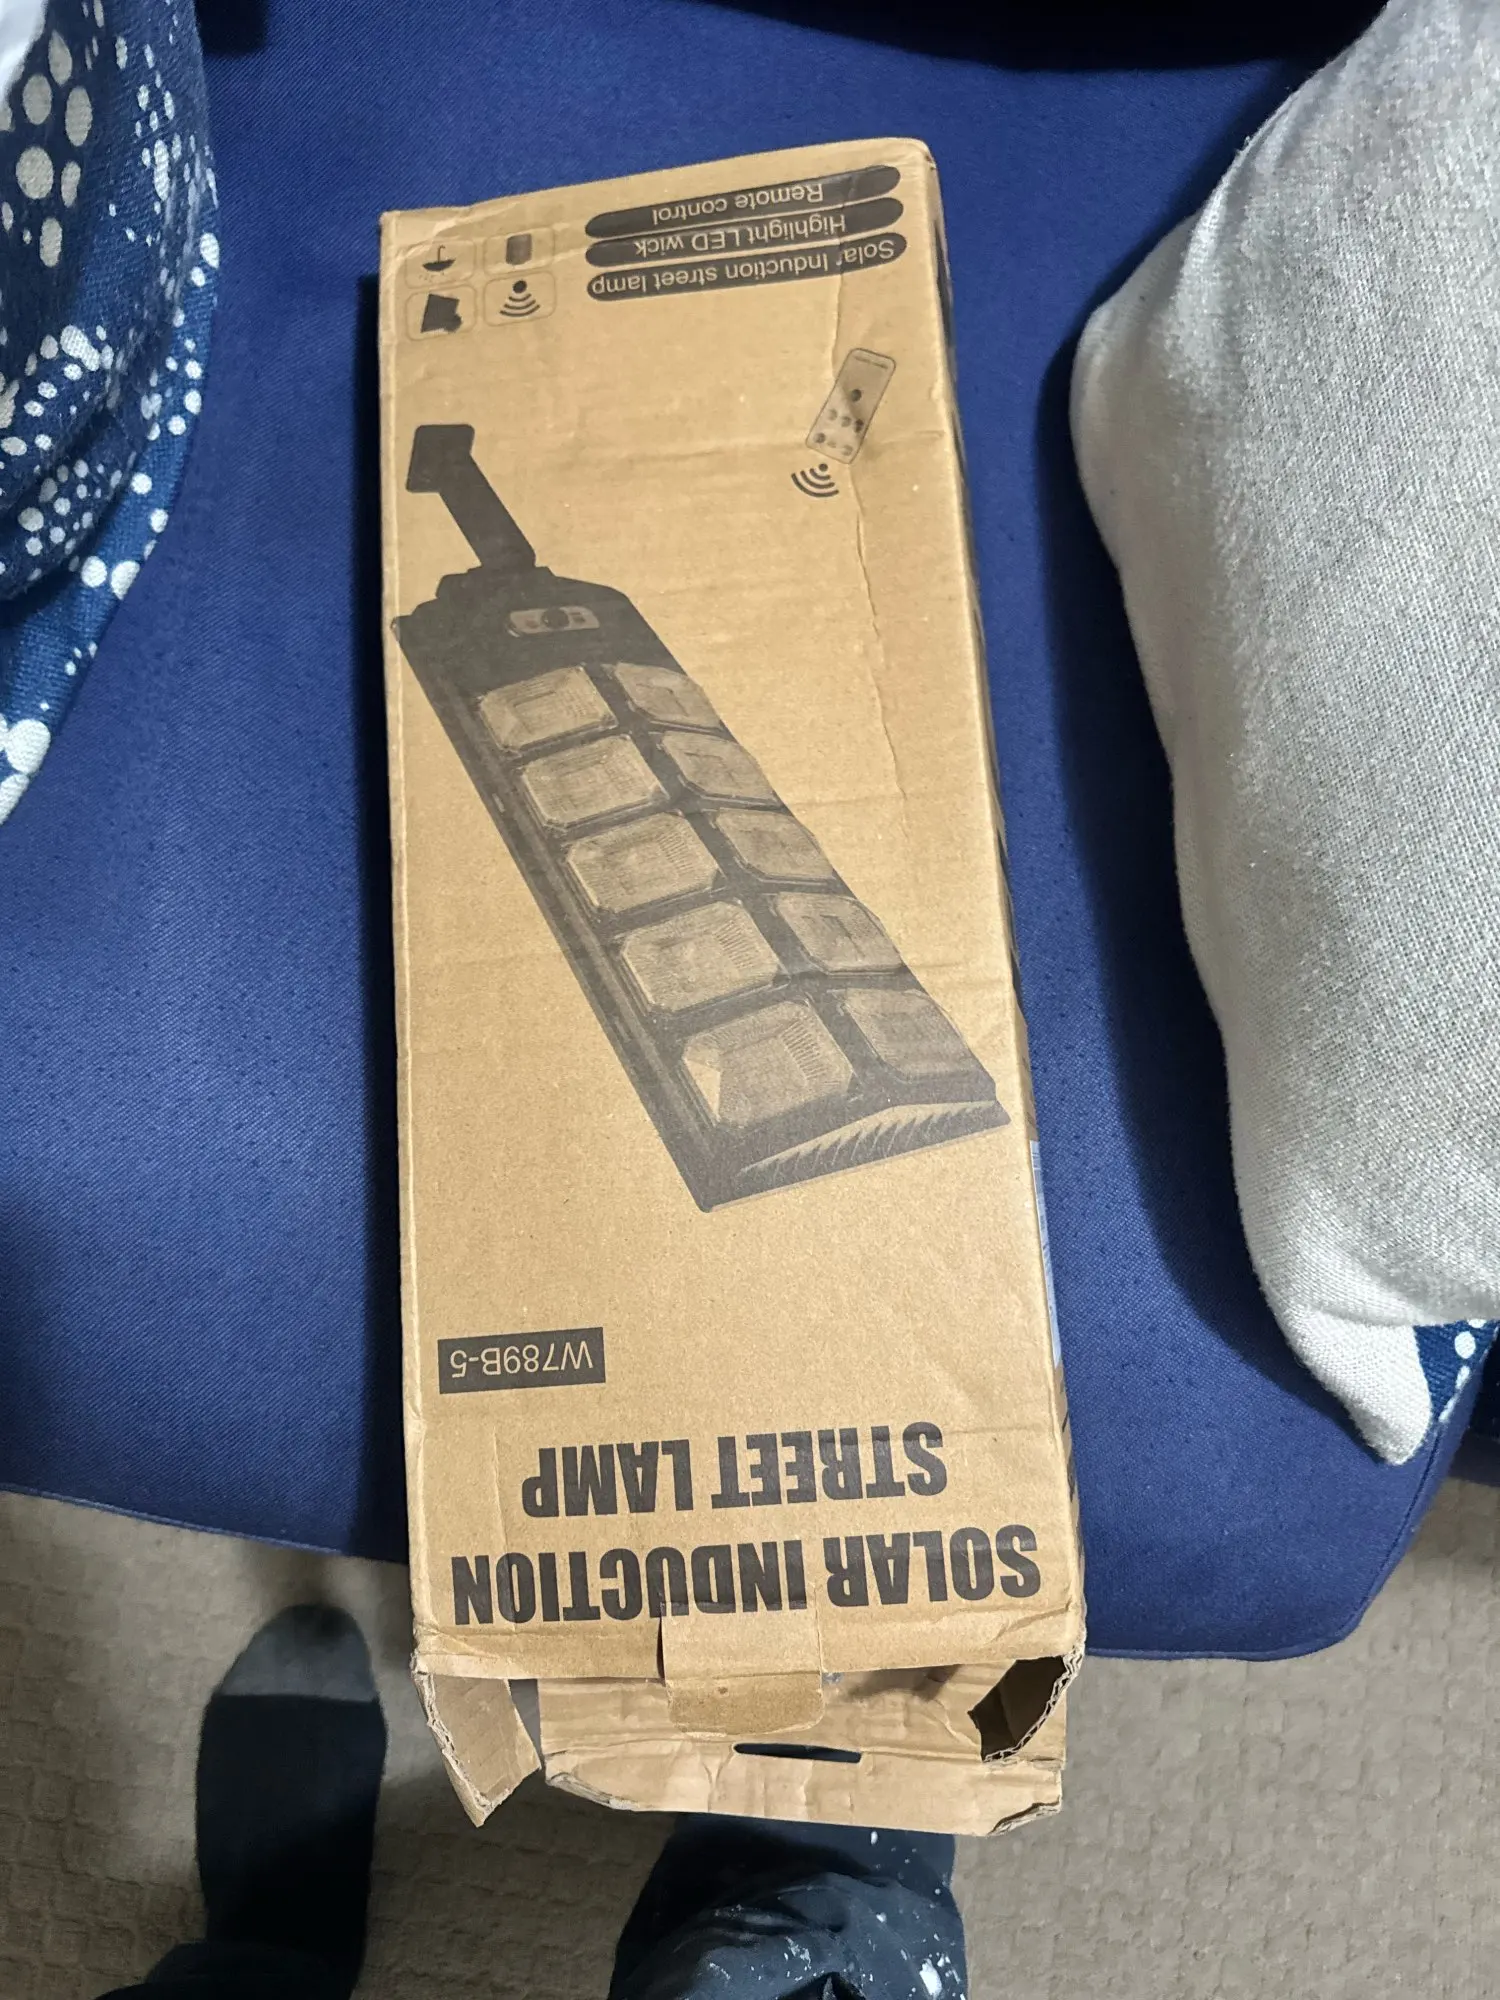 SOLAR INDUCTION
STREET LAMP
W789B-5
Solar Induction street lamp
Highlight LED wick
Remote control